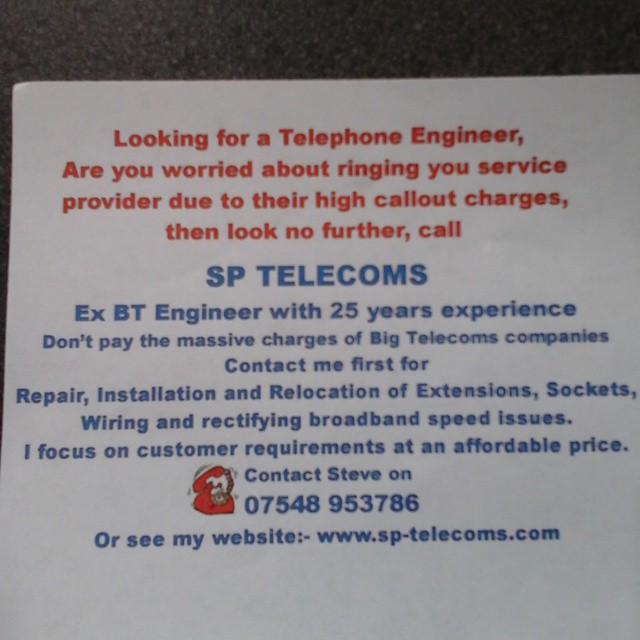 Looking for a Telephone Engineer,
Are you worried about ringing you service
provider due to their high callout charges,
then look no further, call
SP TELECOMS
Ex BT Engineer with 25 years experience
Don't pay the massive charges of Big Telecoms companies
Contact me first for
Repair, Installation and Relocation of Extensions, Sockets,
Wiring and rectifying broadband speed issues.
I focus on customer requirements at an affordable price.
Contact Steve on
07548 953786
Or see my website:- www.sp-telecoms.com